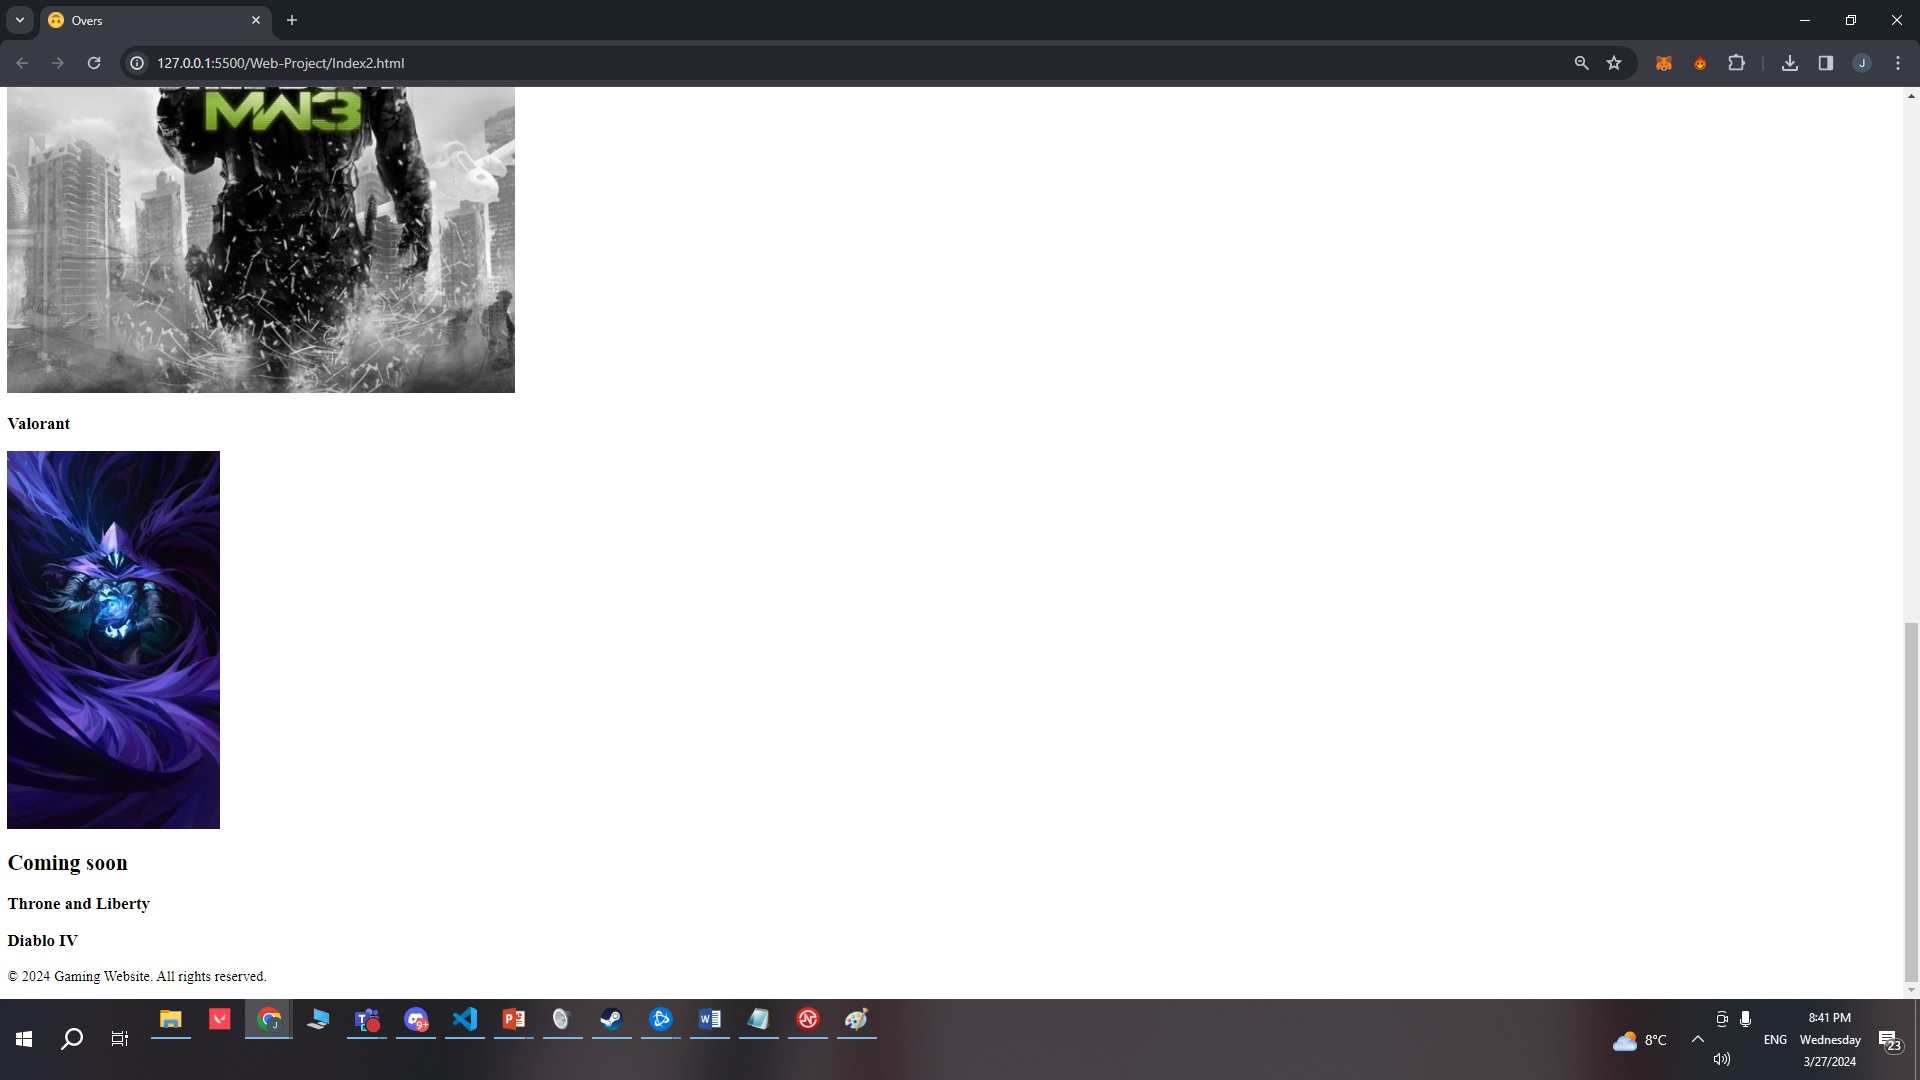 Overs
127.0.0.1:5500/Web-Project/Index2.html
J
MW3
Valorant
Coming soon
Throne and Liberty
Diablo IV
© 2024 Gaming Website. All rights reserved.
9+
8°C
ENG
8:41 PM
Wednesday
3/27/2024
23